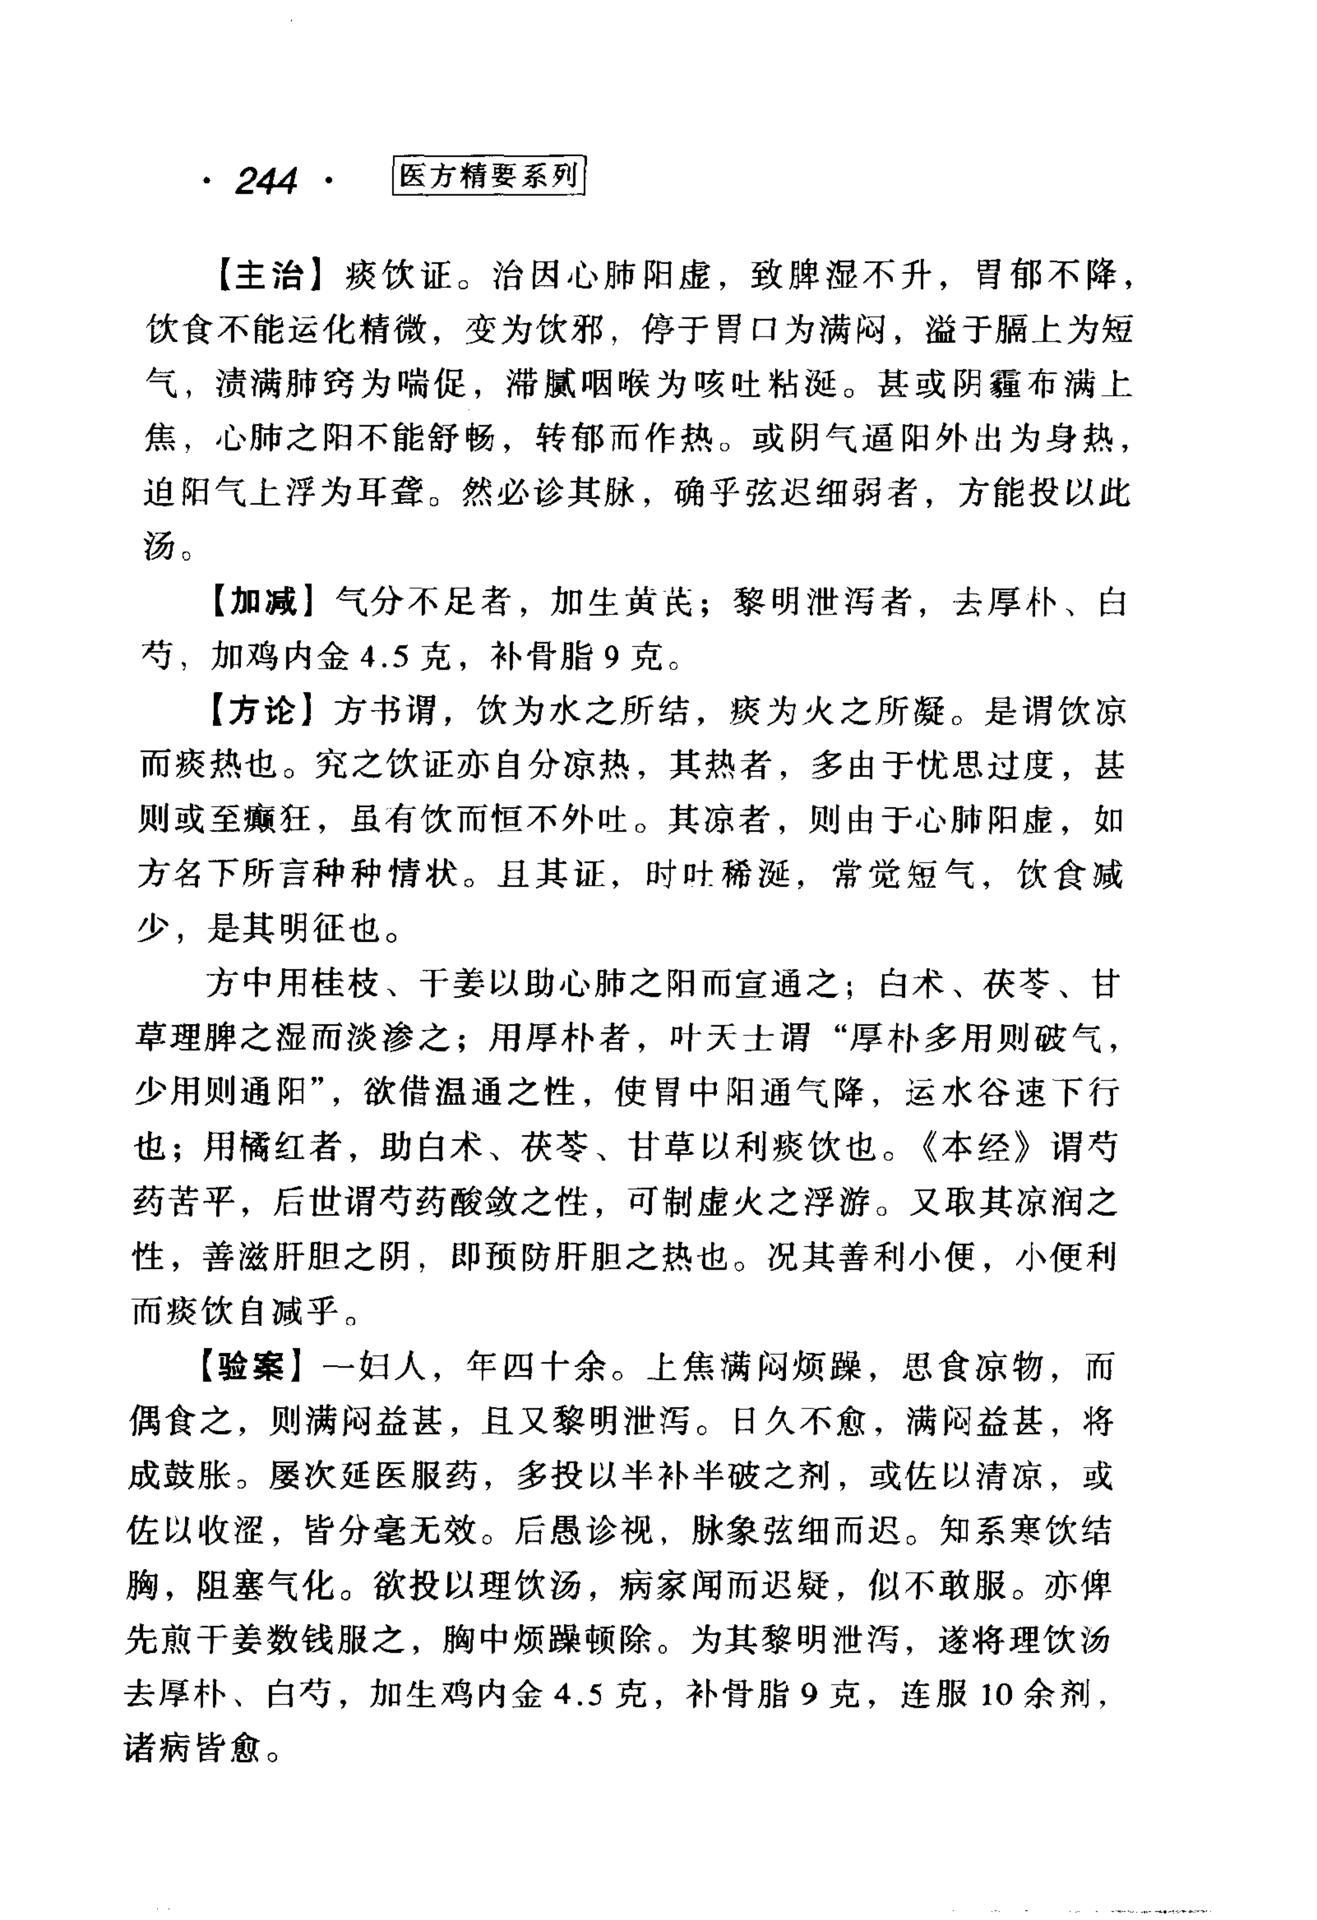 · 244 · 医方精要系列
【主治】痰饮证。治因心肺阳虚，致脾湿不升，胃郁不降，
饮食不能运化精微，变为饮邪，停于胃口为满闷，溢于膈上为短
气，渍满肺窍为喘促，滞腻咽喉为咳吐粘涎。甚或阴霾布满上
焦，心肺之阳不能舒畅，转郁而作热。或阴气逼阳外出为身热，
迫阳气上浮为耳聋。然必诊其脉，确乎弦迟细弱者，方能投以此
汤。
【加减】气分不足者，加生黄芪；黎明泄泻者，去厚朴、白
芍，加鸡内金 4.5 克，补骨脂 9 克。
【方论】方书谓，饮为水之所结，痰为火之所凝。是谓饮凉
而痰热也。究之饮证亦自分凉热，其热者，多由于忧思过度，甚
则或至癫狂，虽有饮而恒不外吐。其凉者，则由于心肺阳虚，如
方名下所言种种情状。且其证，时吐稀涎，常觉短气，饮食减
少，是其明征也。
方中用桂枝、干姜以助心肺之阳而宣通之；白术、茯苓、甘
草理脾之湿而淡渗之；用厚朴者，叶天士谓“厚朴多用则破气，
少用则通阳”，欲借温通之性，使胃中阳通气降，运水谷速下行
也；用橘红者，助白术、茯苓、甘草以利痰饮也。《本经》谓芍
药苦平，后世谓芍药酸敛之性，可制虚火之浮游。又取其凉润之
性，善滋肝胆之阴，即预防肝胆之热也。况其善利小便，小便利
而痰饮自减乎。
【验案】一妇人，年四十余。上焦满闷烦躁，思食凉物，而
偶食之，则满闷益甚，且又黎明泄泻。日久不愈，满闷益甚，将
成鼓胀。屡次延医服药，多投以半补半破之剂，或佐以清凉，或
佐以收涩，皆分毫无效。后愚诊视，脉象弦细而迟。知系寒饮结
胸，阻塞气化。欲投以理饮汤，病家闻而迟疑，似不敢服。亦俾
先煎干姜数钱服之，胸中烦躁顿除。为其黎明泄泻，遂将理饮汤
去厚朴、白芍，加生鸡内金 4.5 克，补骨脂 9 克，连服 10 余剂，
诸病皆愈。